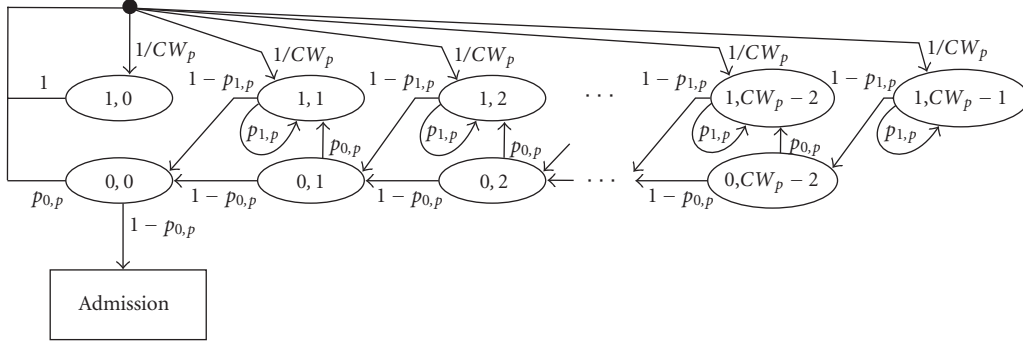 1/CW_p 1/CW_p 1/CW_p 1/CW_p 1/CW_p
1 1 − p_{1,p} 1 − p_{1,p} 1 − p_{1,p} 1 − p_{1,p}
1, 0 1, 1 1, 2 · · · 1,CW_p − 2 1,CW_p − 1
p_{1,p} p_{1,p} p_{1,p} p_{1,p}
p_{0,p} p_{0,p} p_{0,p}
0, 0 0, 1 0, 2 · · · 0,CW_p − 2
p_{0,p} 1 − p_{0,p} 1 − p_{0,p} 1 − p_{0,p}
1 − p_{0,p}
Admission